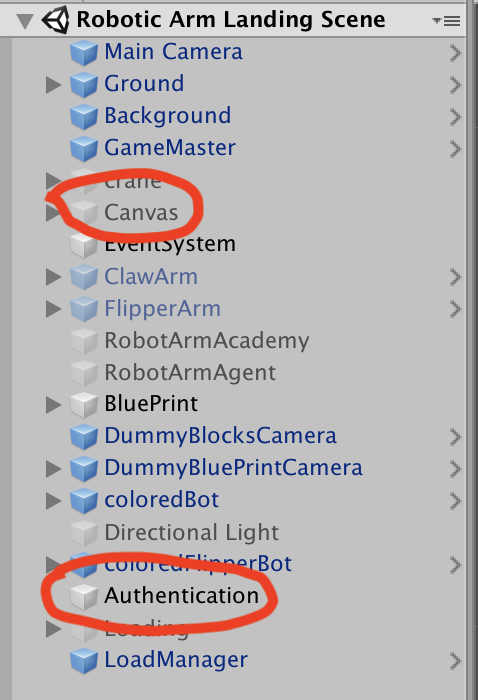 Robotic Arm Landing Scene
Main Camera
Ground
Background
GameMaster
crane
Canvas
EventSystem
ClawArm
FlipperArm
RobotArmAcademy
RobotArmAgent
BluePrint
DummyBlocksCamera
DummyBluePrintCamera
coloredBot
Directional Light
coloredFlipperBot
Authentication
Loading
LoadManager